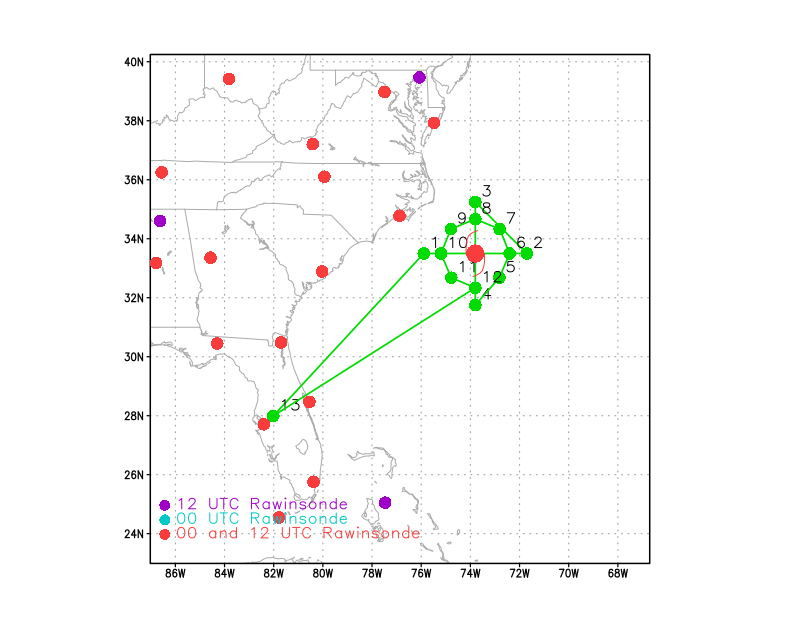 40N
38N
36N
34N
32N
30N
28N
26N
24N
3
8
9 7
1 10 6 2
11 5
12
4
13
12 UTC Rawinsonde
00 UTC Rawinsonde
00 and 12 UTC Rawinsonde
86W 84W 82W 80W 78W 76W 74W 72W 70W 68W